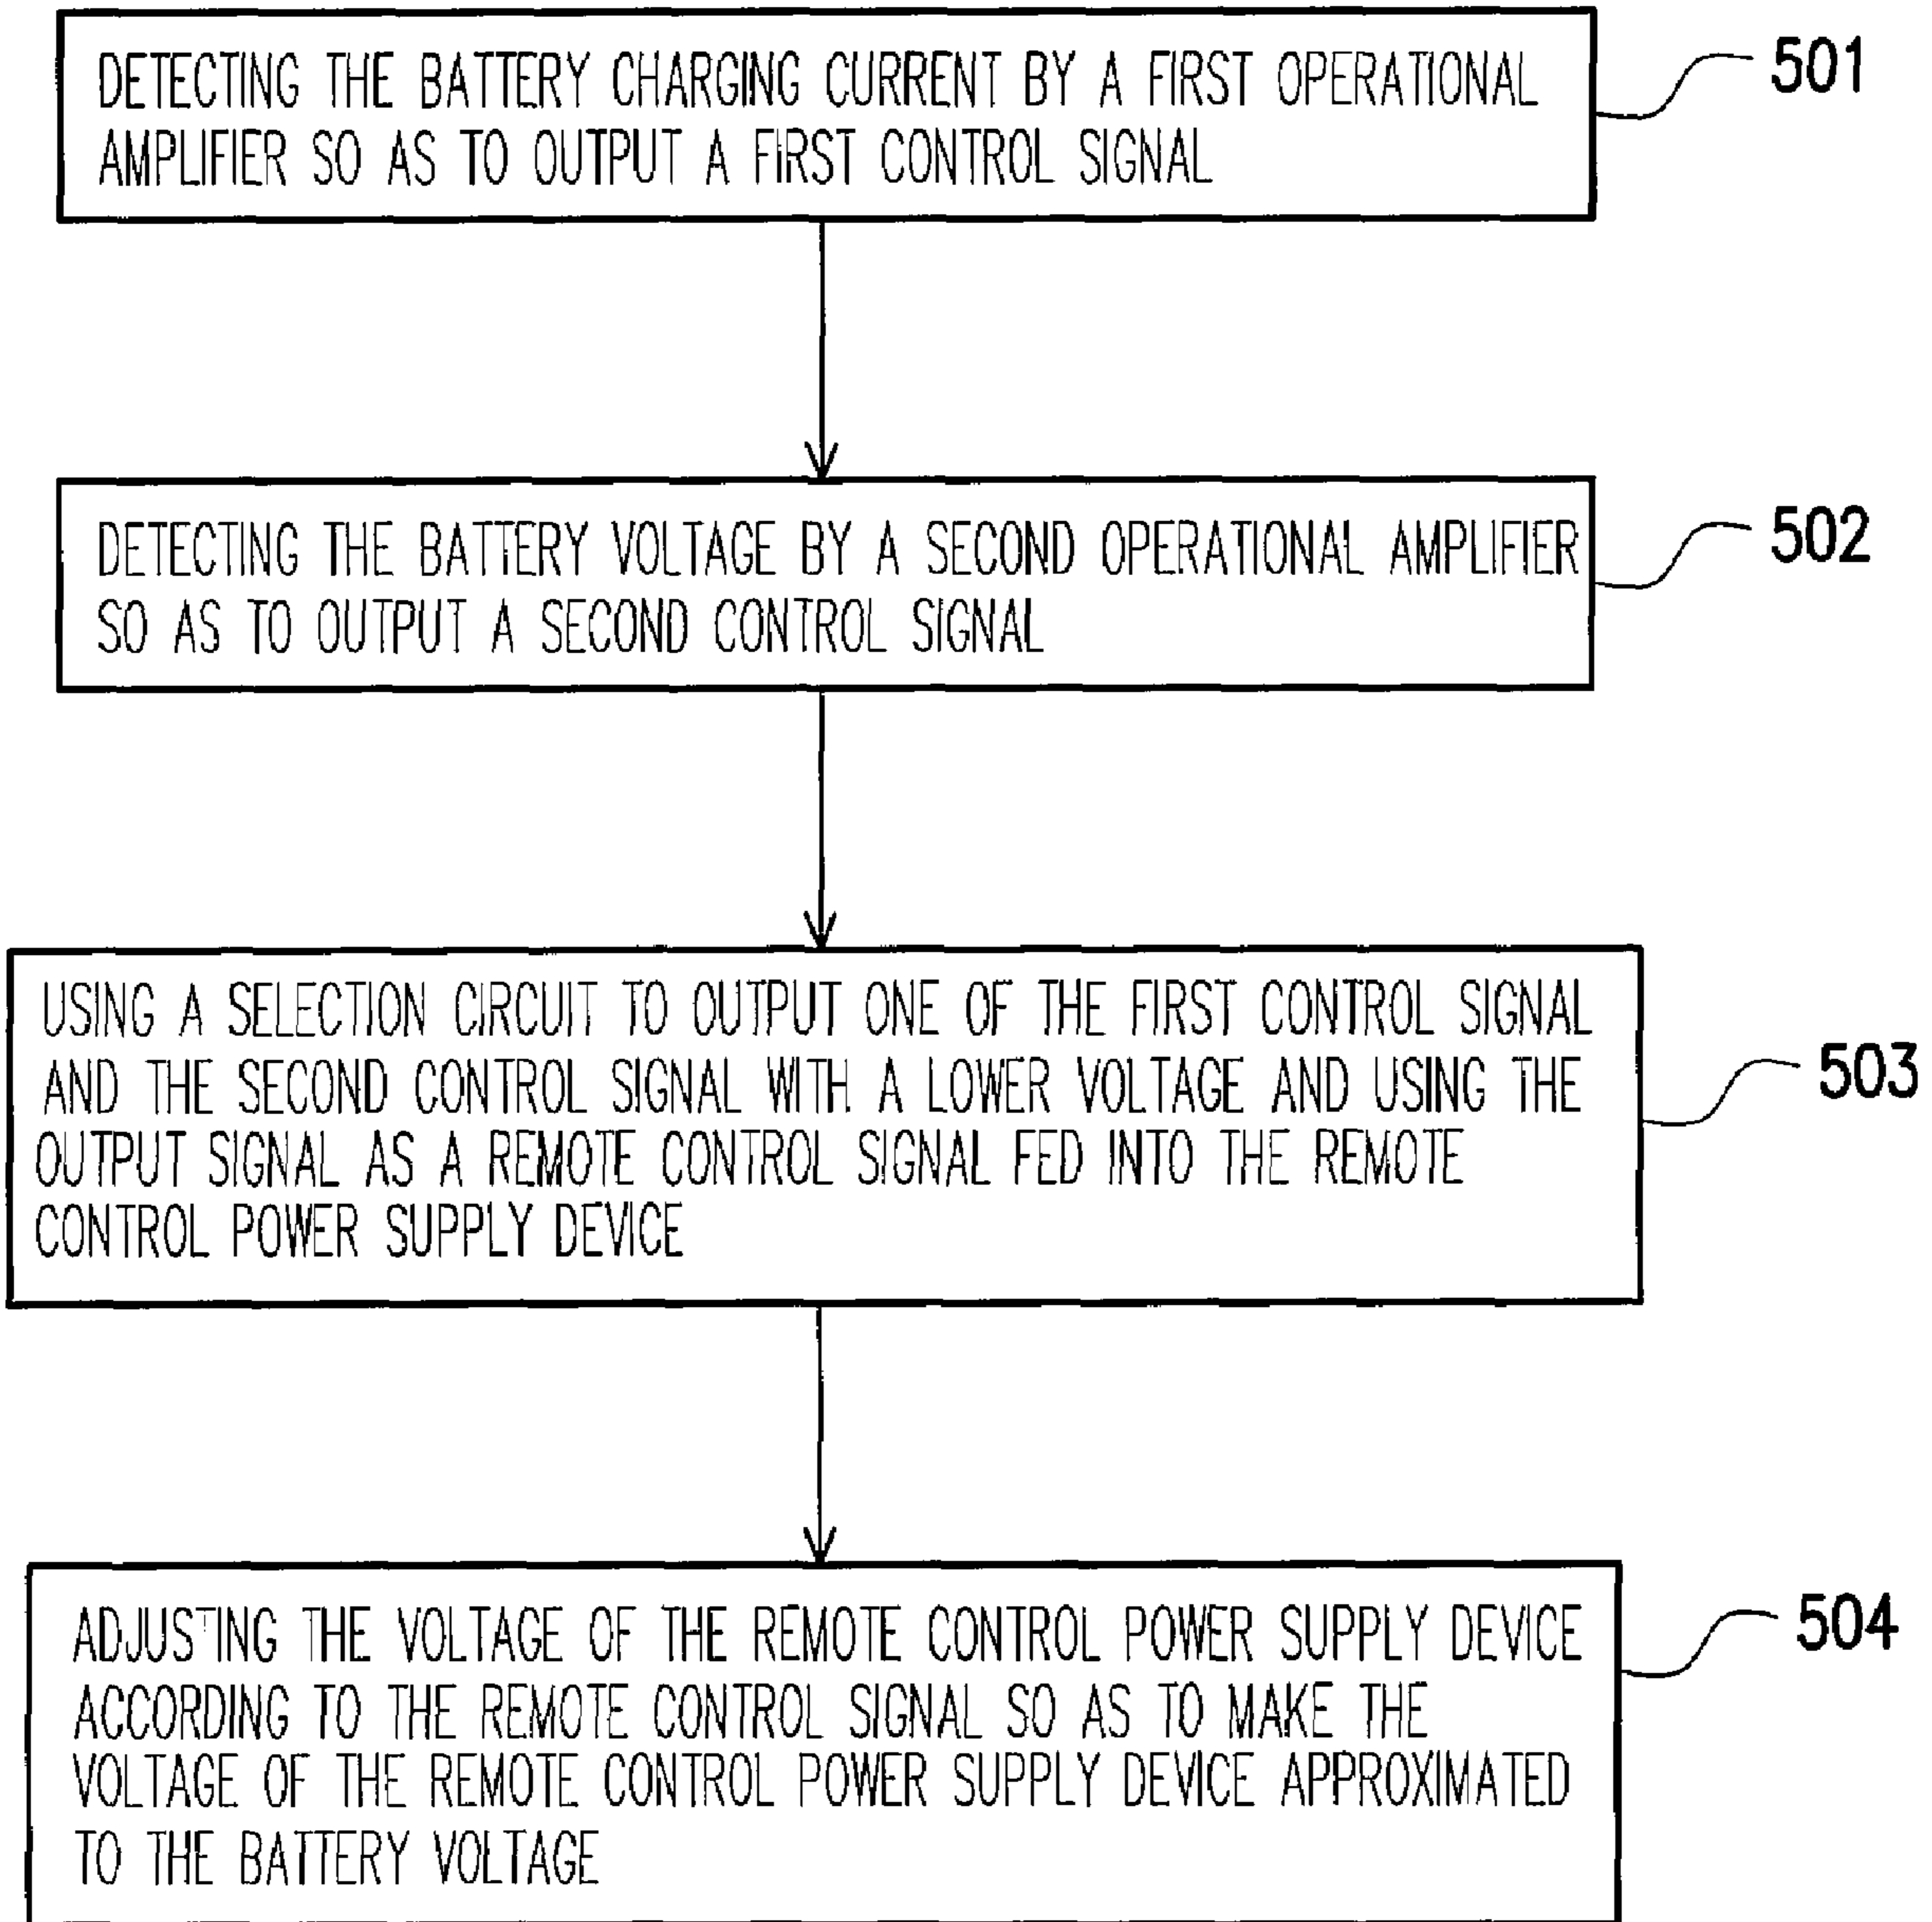 DETECTING THE BATTERY CHARGING CURRENT BY A FIRST OPERATIONAL
AMPLIFIER SO AS TO OUTPUT A FIRST CONTROL SIGNAL
501
DETECTING THE BATTERY VOLTAGE BY A SECOND OPERATIONAL AMPLIFIER
SO AS TO OUTPUT A SECOND CONTROL SIGNAL
502
USING A SELECTION CIRCUIT TO OUTPUT ONE OF THE FIRST CONTROL SIGNAL
AND THE SECOND CONTROL SIGNAL WITH A LOWER VOLTAGE AND USING THE
OUTPUT SIGNAL AS A REMOTE CONTROL SIGNAL FED INTO THE REMOTE
CONTROL POWER SUPPLY DEVICE
503
ADJUSTING THE VOLTAGE OF THE REMOTE CONTROL POWER SUPPLY DEVICE
ACCORDING TO THE REMOTE CONTROL SIGNAL SO AS TO MAKE THE
VOLTAGE OF THE REMOTE CONTROL POWER SUPPLY DEVICE APPROXIMATED
TO THE BATTERY VOLTAGE
504